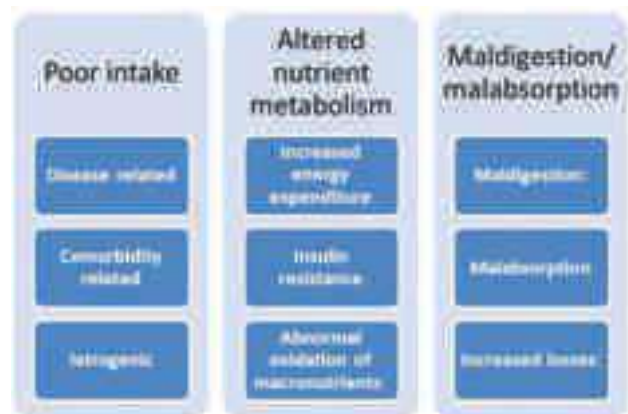 Poor intake
Disease related
Comorbidity
related
Iatrogenic
Altered
nutrient
metabolism
Increased
energy
expenditure
Insulin
resistance
Abnormal
oxidation of
macronutrients
Maldigestion/
malabsorption
Maldigestion
Malabsorption
Increased losses